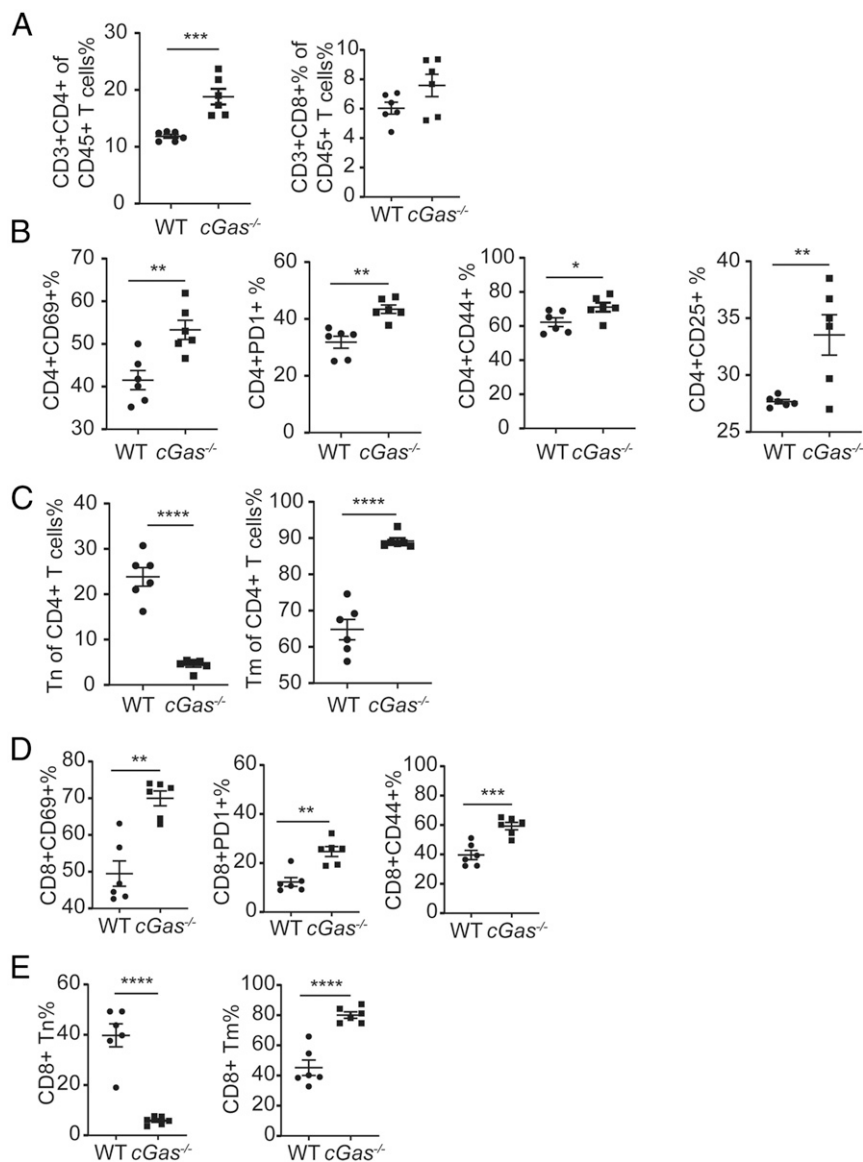 A
CD3+CD4+ of
CD45+ T cells%
30
20
10
0
***
WT cGas-/-
CD3+CD8+% of
CD45+ T cells%
10
8
6
4
2
0
WT cGas-/-
B
CD4+CD69+%
70
60
50
40
30
**
WT cGas-/-
CD4+PD1+ %
60
40
20
0
**
WT cGas-/-
CD4+CD44+ %
100
80
60
40
20
0
*
WT cGas-/-
CD4+CD25+ %
40
35
30
25
**
WT cGas-/-
C
Tn of CD4+ T cells%
40
30
20
10
0
****
WT cGas-/-
Tm of CD4+ T cells%
100
90
80
70
60
50
****
WT cGas-/-
D
CD8+CD69+%
80
70
60
50
40
**
WT cGas-/-
CD8+PD1+%
60
40
20
0
**
WT cGas-/-
CD8+CD44+%
100
80
60
40
20
0
***
WT cGas-/-
E
CD8+ Tn%
60
40
20
0
****
WT cGas-/-
CD8+ Tm%
100
80
60
40
20
0
****
WT cGas-/-